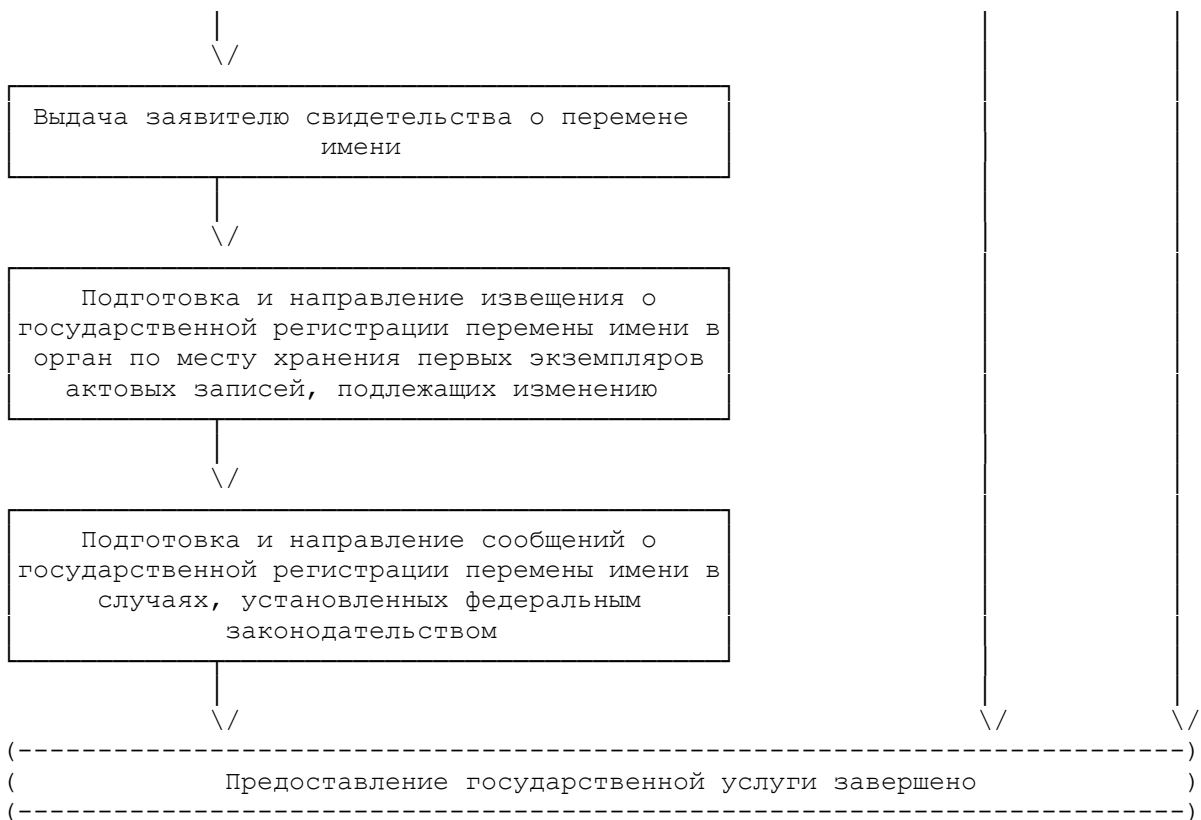 Выдача заявителю свидетельства о перемене
имени
Подготовка и направление извещения о
государственной регистрации перемены имени в
орган по месту хранения первых экземпляров
актовых записей, подлежащих изменению
Подготовка и направление сообщений о
государственной регистрации перемены имени в
случаях, установленных федеральным
законодательством
Предоставление государственной услуги завершено